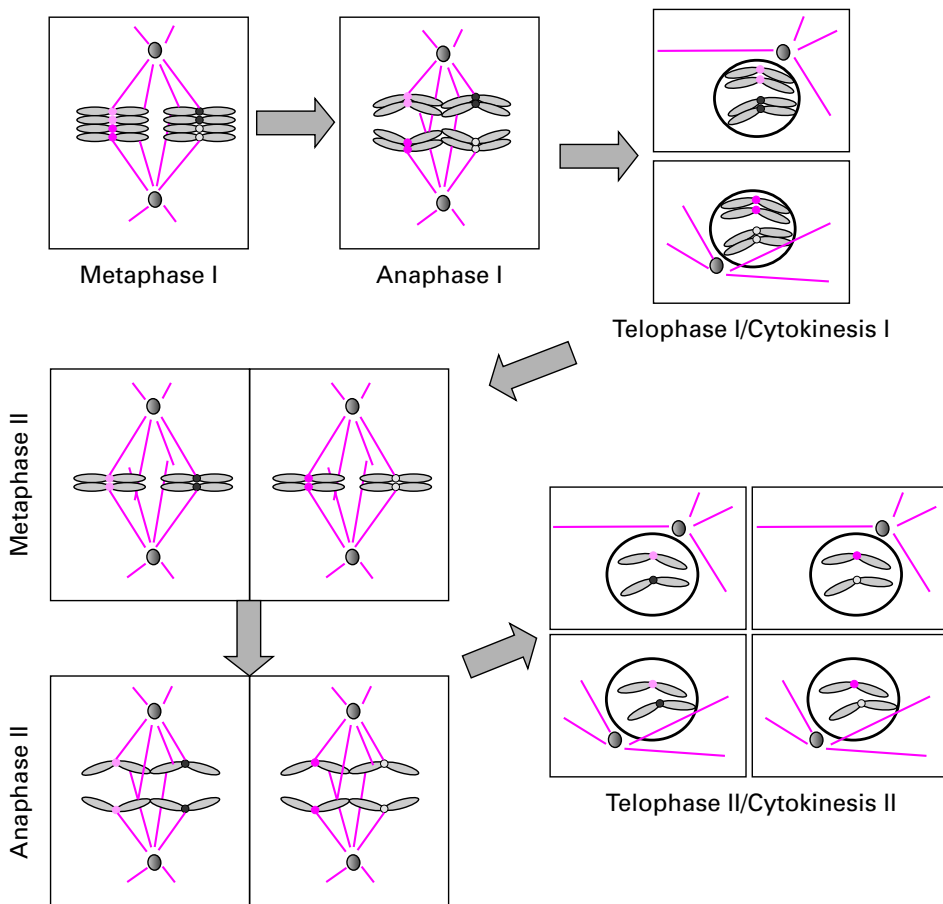 Metaphase I
Anaphase I
Telophase I/Cytokinesis I
Metaphase II
Anaphase II
Telophase II/Cytokinesis II